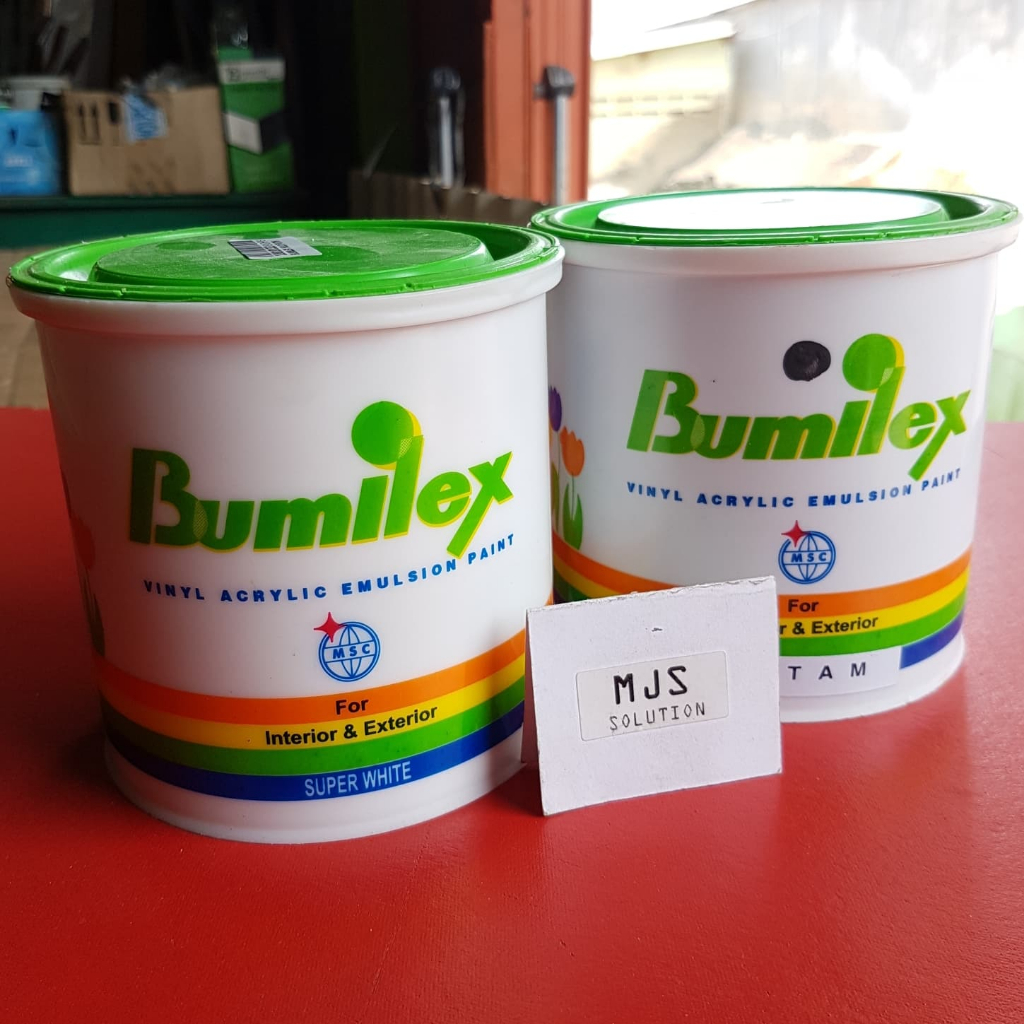 Bumilex
VINYL ACRYLIC EMULSION PAINT
MSC
For
Interior & Exterior
SUPER WHITE
Bumilex
VINYL ACRYLIC EMULSION PAINT
MSC
For
r & Exterior
TAM
MJS
SOLUTION